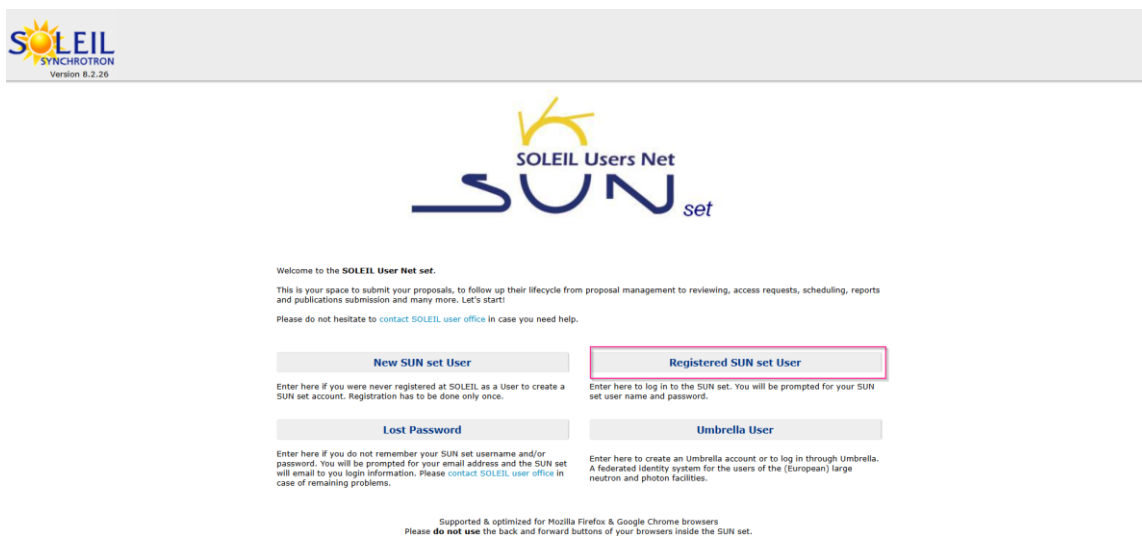 SOLEIL
SYNCHROTRON
Version 8.2.26
SOLEIL Users Net
SUN set
Welcome to the SOLEIL User Net set.
This is your space to submit your proposals, to follow up their lifecycle from proposal management to reviewing, access requests, scheduling, reports
and publications submission and many more. Let's start!
Please do not hesitate to contact SOLEIL user office in case you need help.
New SUN set User
Enter here if you were never registered at SOLEIL as a User to create a
SUN set account. Registration has to be done only once.
Registered SUN set User
Enter here to log in to the SUN set. You will be prompted for your SUN
set user name and password.
Lost Password
Enter here if you do not remember your SUN set username and/or
password. You will be prompted for your email address and the SUN set
will email to you login information. Please contact SOLEIL user office in
case of remaining problems.
Umbrella User
Enter here to create an Umbrella account or to log in through Umbrella.
A federated identity system for the users of the (European) large
neutron and photon facilities.
Supported & optimized for Mozilla Firefox & Google Chrome browsers
Please do not use the back and forward buttons of your browsers inside the SUN set.